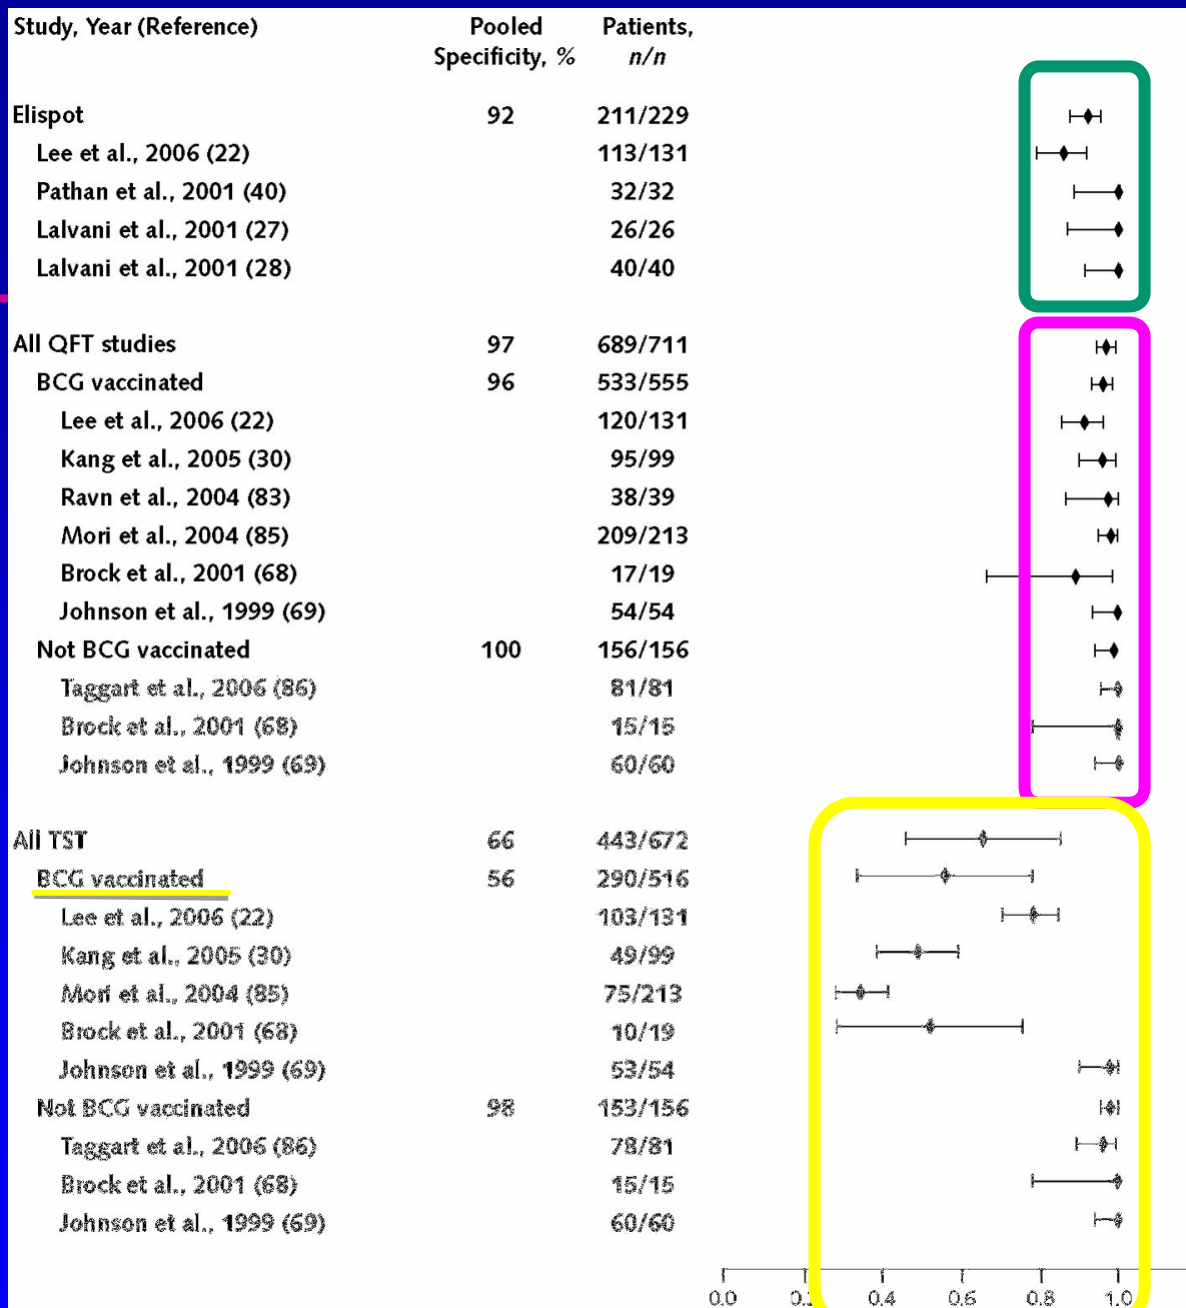 Study, Year (Reference) Pooled Patients,
Specificity, % n/n
Elispot 92 211/229
Lee et al., 2006 (22) 113/131
Pathan et al., 2001 (40) 32/32
Lalvani et al., 2001 (27) 26/26
Lalvani et al., 2001 (28) 40/40
All QFT studies 97 689/711
BCG vaccinated 96 533/555
Lee et al., 2006 (22) 120/131
Kang et al., 2005 (30) 95/99
Ravn et al., 2004 (83) 38/39
Mori et al., 2004 (85) 209/213
Brock et al., 2001 (68) 17/19
Johnson et al., 1999 (69) 54/54
Not BCG vaccinated 100 156/156
Taggart et al., 2006 (86) 81/81
Brock et al., 2001 (68) 15/15
Johnson et al., 1999 (69) 60/60
All TST 66 443/672
BCG vaccinated 56 290/516
Lee et al., 2006 (22) 103/131
Kang et al., 2005 (30) 49/99
Mori et al., 2004 (85) 75/213
Brock et al., 2001 (68) 10/19
Johnson et al., 1999 (69) 53/54
Not BCG vaccinated 98 153/156
Taggart et al., 2006 (86) 78/81
Brock et al., 2001 (68) 15/15
Johnson et al., 1999 (69) 60/60
0.0 0.4 0.6 0.8 1.0